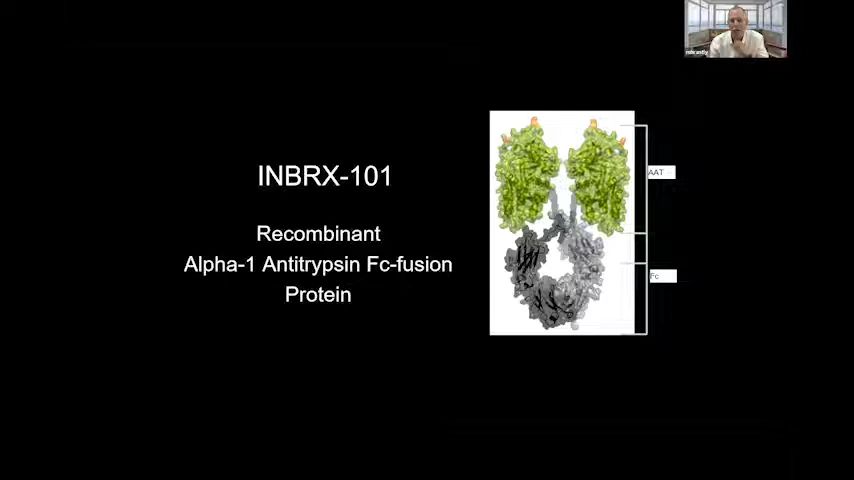 INBRX-101
Recombinant
Alpha-1 Antitrypsin Fc-fusion
Protein
AAT
Fc